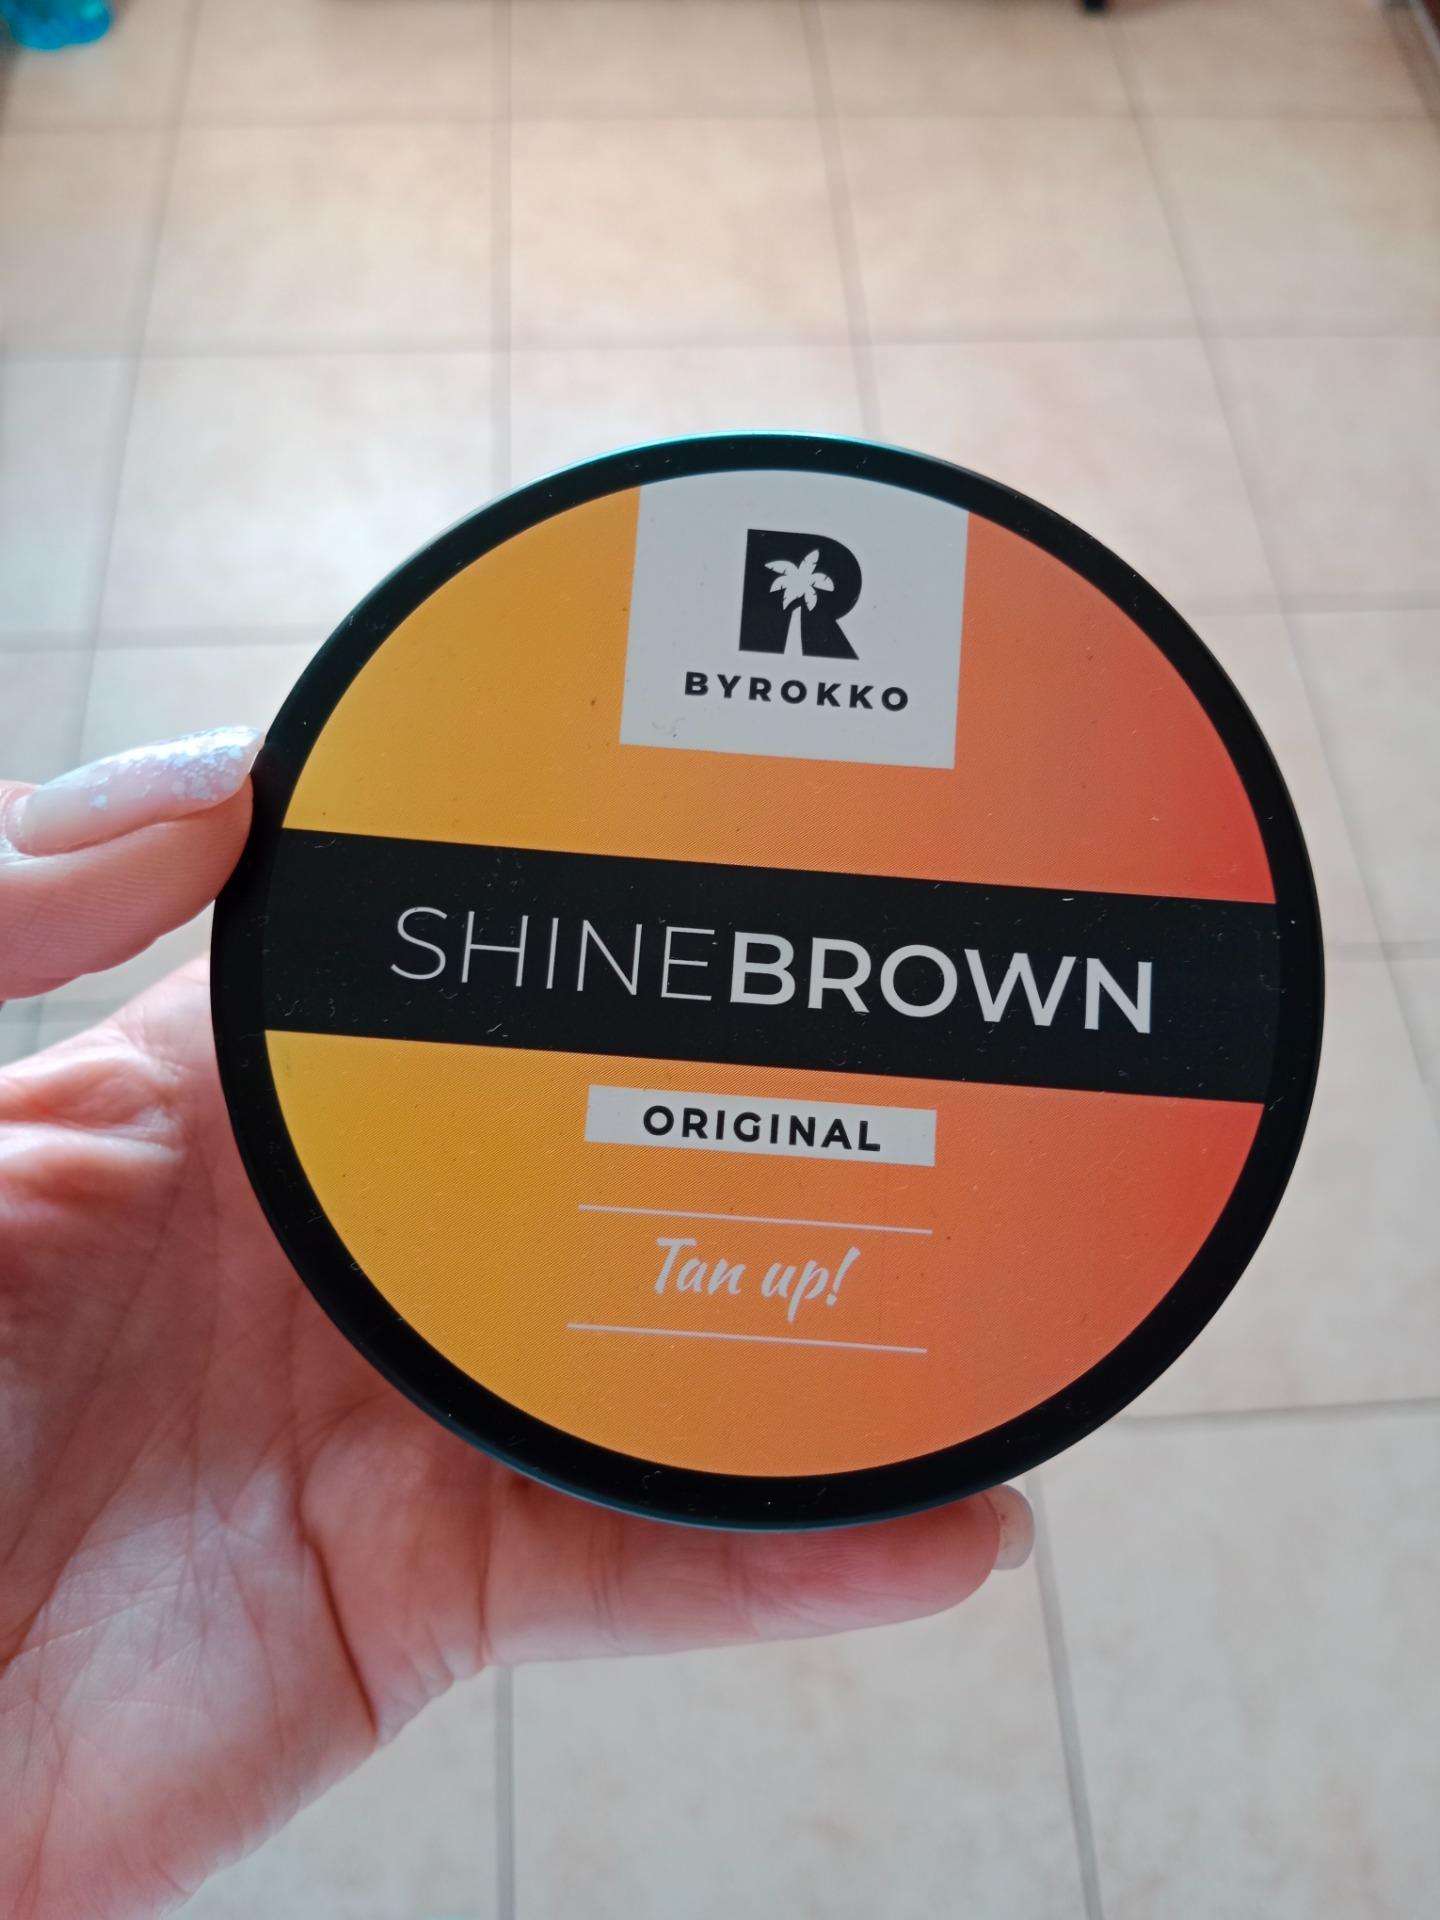 R
BYROKKO
SHINEBROWN
ORIGINAL
Tan up!